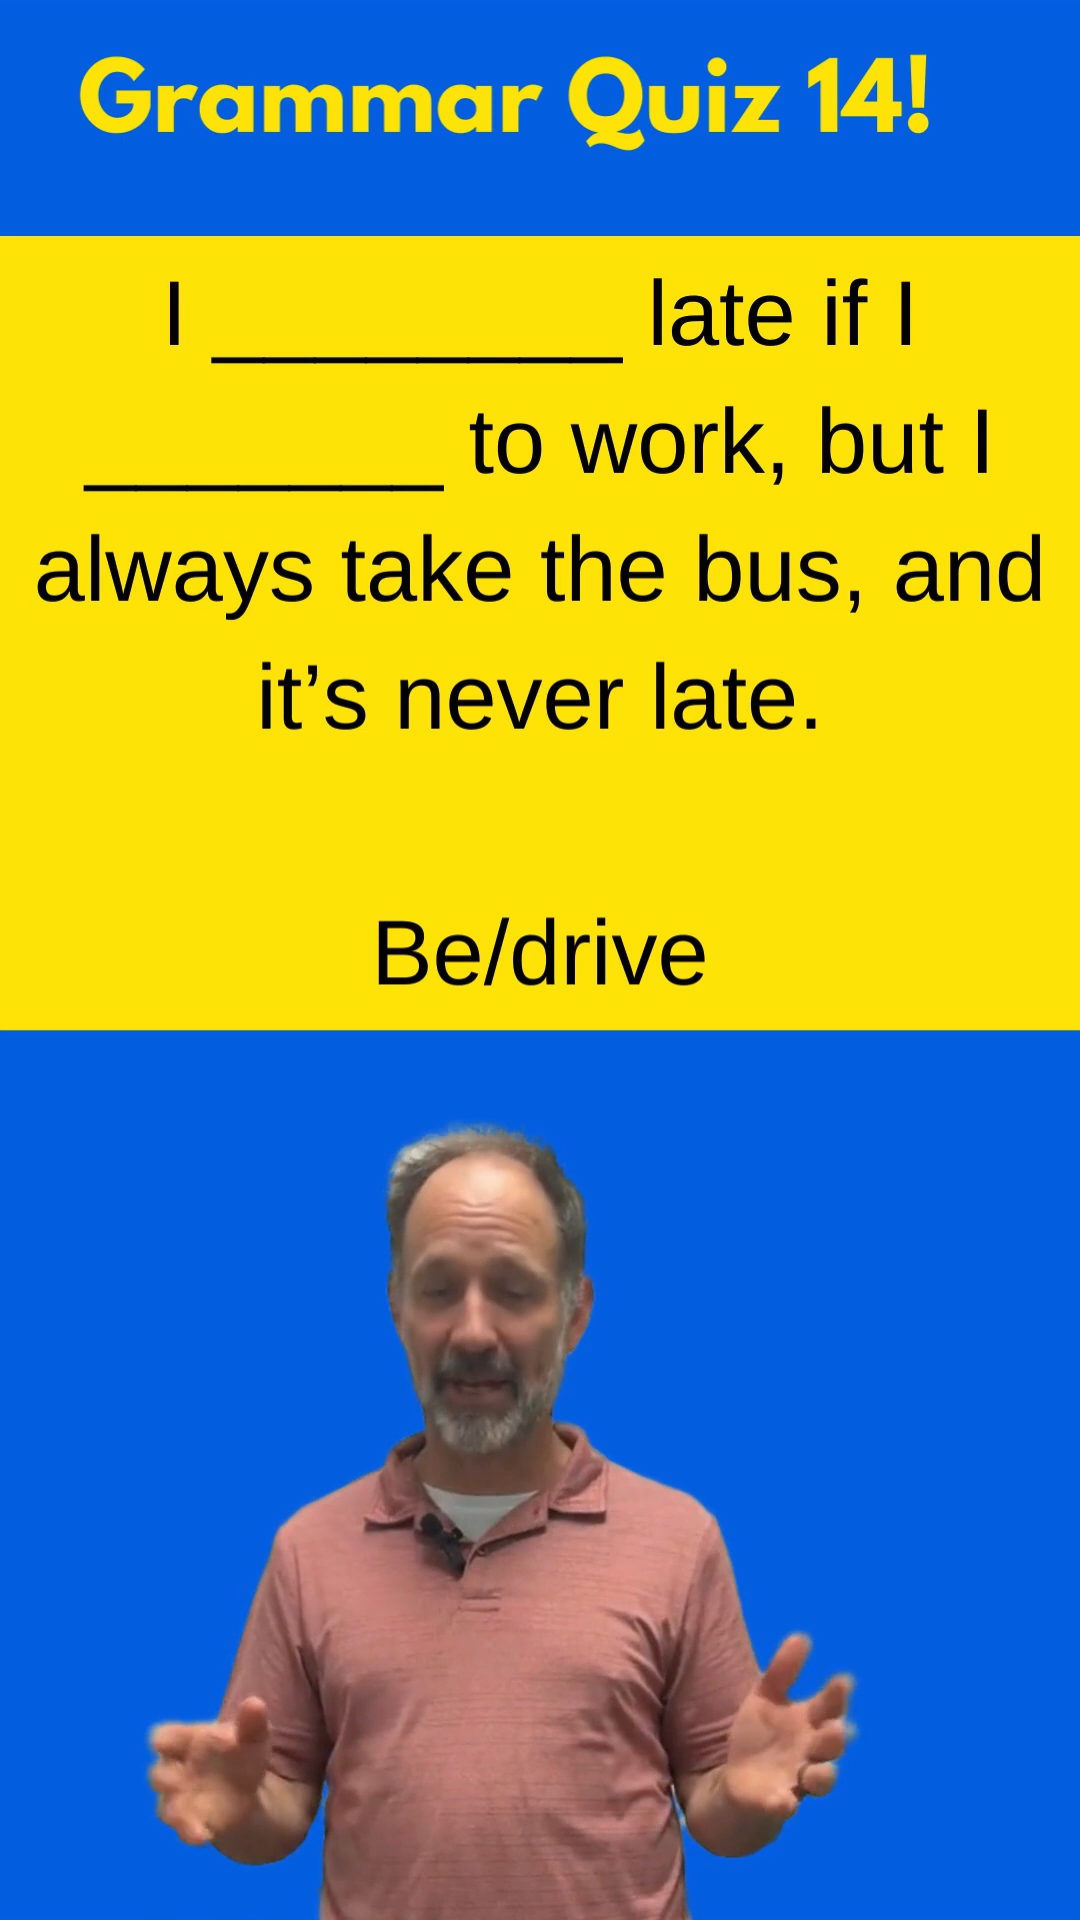 Grammar Quiz 14!
I ________ late if I
_______ to work, but I
always take the bus, and
it’s never late.
Be/drive